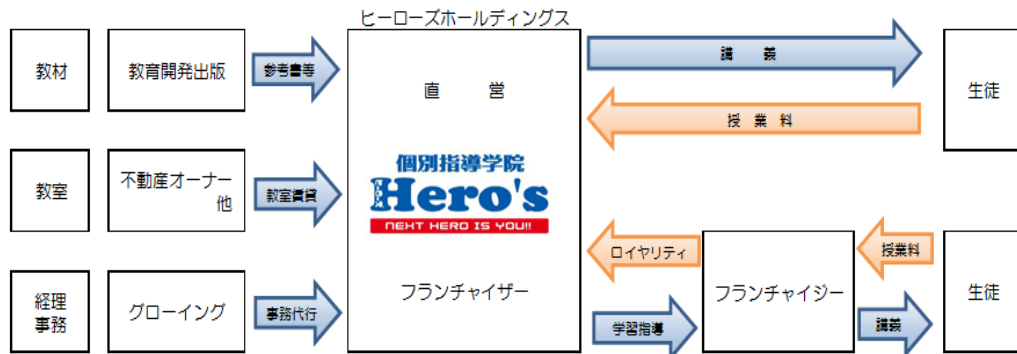 ヒーローズホールディングス
教材
教育開発出版
参考書等
直 営
講 義
授 業 料
生徒
教室
不動産オーナー
他
教室賃貸
個別指導学院
Hero's
NEXT HERO IS YOU!!
経理
事務
グローイング
事務代行
フランチャイザー
ロイヤリティ
学習指導
フランチャイジー
授業料
講義
生徒